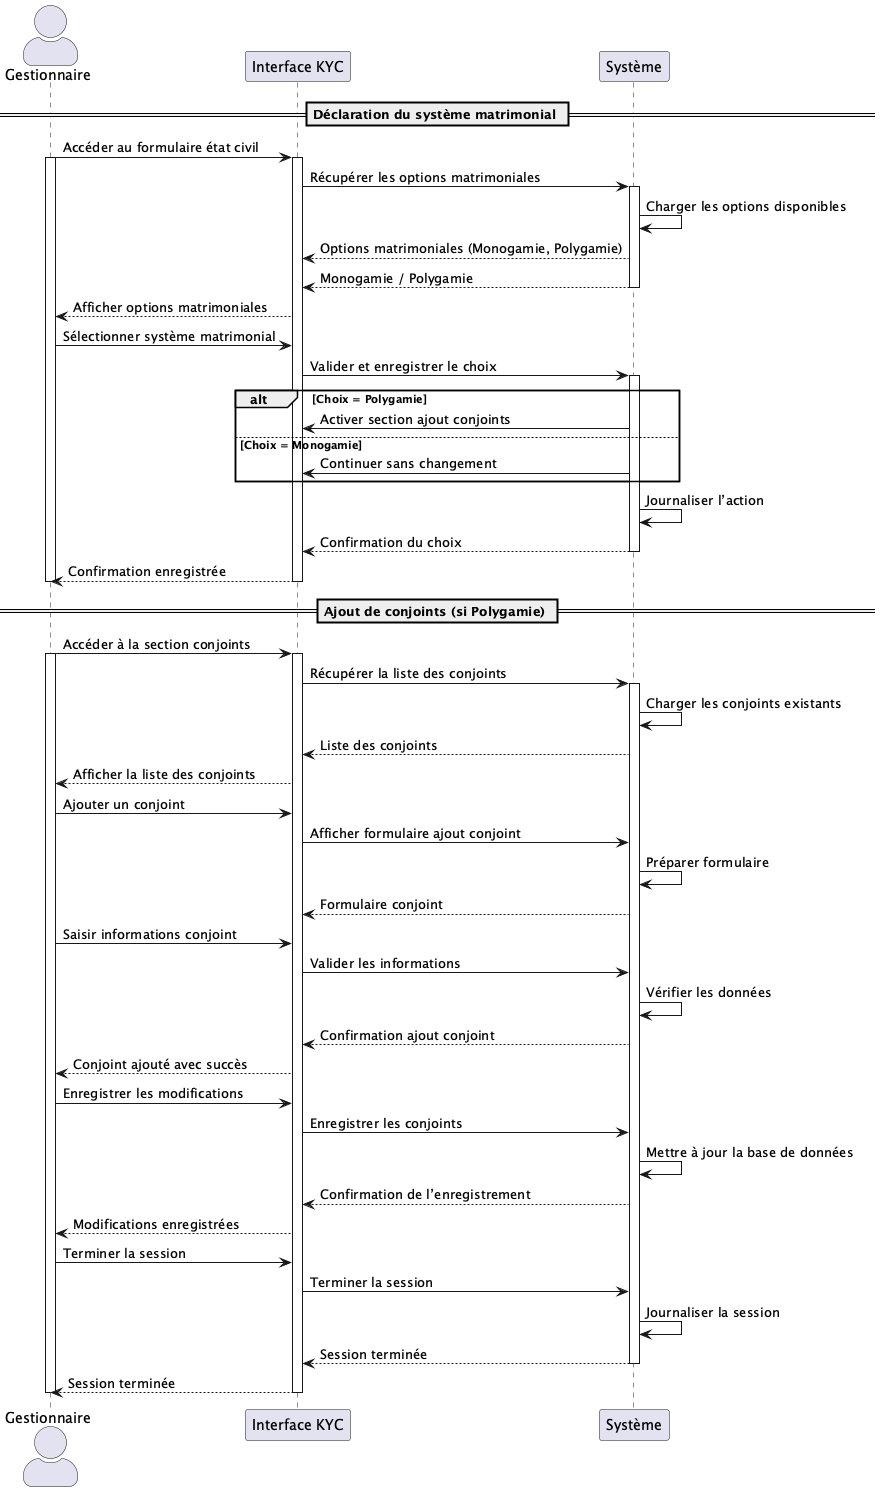 Gestionnaire
Interface KYC
Système
Déclaration du système matrimonial
Accéder au formulaire état civil
Récupérer les options matrimoniales
Charger les options disponibles
Options matrimoniales (Monogamie, Polygamie)
Monogamie / Polygamie
Afficher options matrimoniales
Sélectionner système matrimonial
Valider et enregistrer le choix
alt
[Choix = Polygamie]
Activer section ajout conjoints
[Choix = Monogamie]
Continuer sans changement
Journaliser l’action
Confirmation du choix
Confirmation enregistrée
Ajout de conjoints (si Polygamie)
Accéder à la section conjoints
Récupérer la liste des conjoints
Charger les conjoints existants
Liste des conjoints
Afficher la liste des conjoints
Ajouter un conjoint
Afficher formulaire ajout conjoint
Préparer formulaire
Formulaire conjoint
Saisir informations conjoint
Valider les informations
Vérifier les données
Confirmation ajout conjoint
Conjoint ajouté avec succès
Enregistrer les modifications
Enregistrer les conjoints
Mettre à jour la base de données
Confirmation de l’enregistrement
Modifications enregistrées
Terminer la session
Terminer la session
Journaliser la session
Session terminée
Session terminée
Gestionnaire
Interface KYC
Système